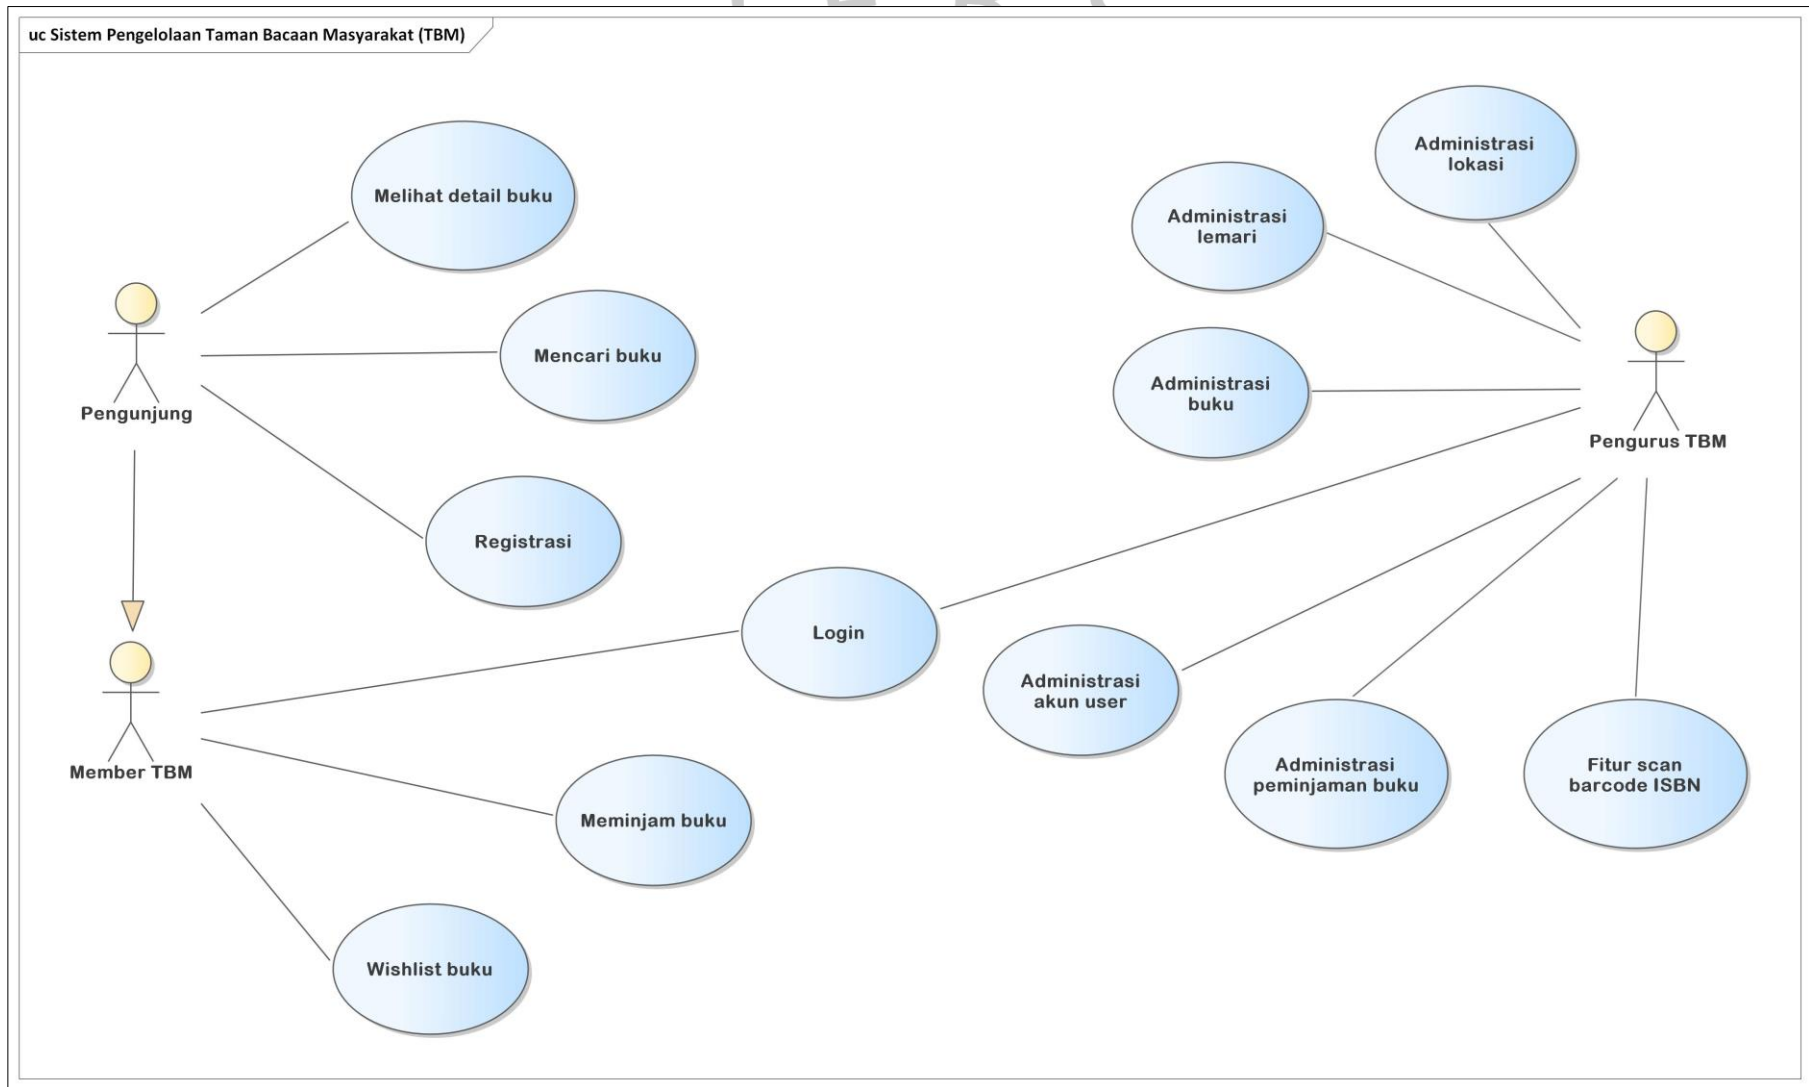 uc Sistem Pengelolaan Taman Bacaan Masyarakat (TBM)
Melihat detail buku
Mencari buku
Pengunjung
Registrasi
Login
Member TBM
Meminjam buku
Wishlist buku
Administrasi
lokasi
Administrasi
lemari
Administrasi
buku
Pengurus TBM
Administrasi
akun user
Administrasi
peminjaman buku
Fitur scan
barcode ISBN